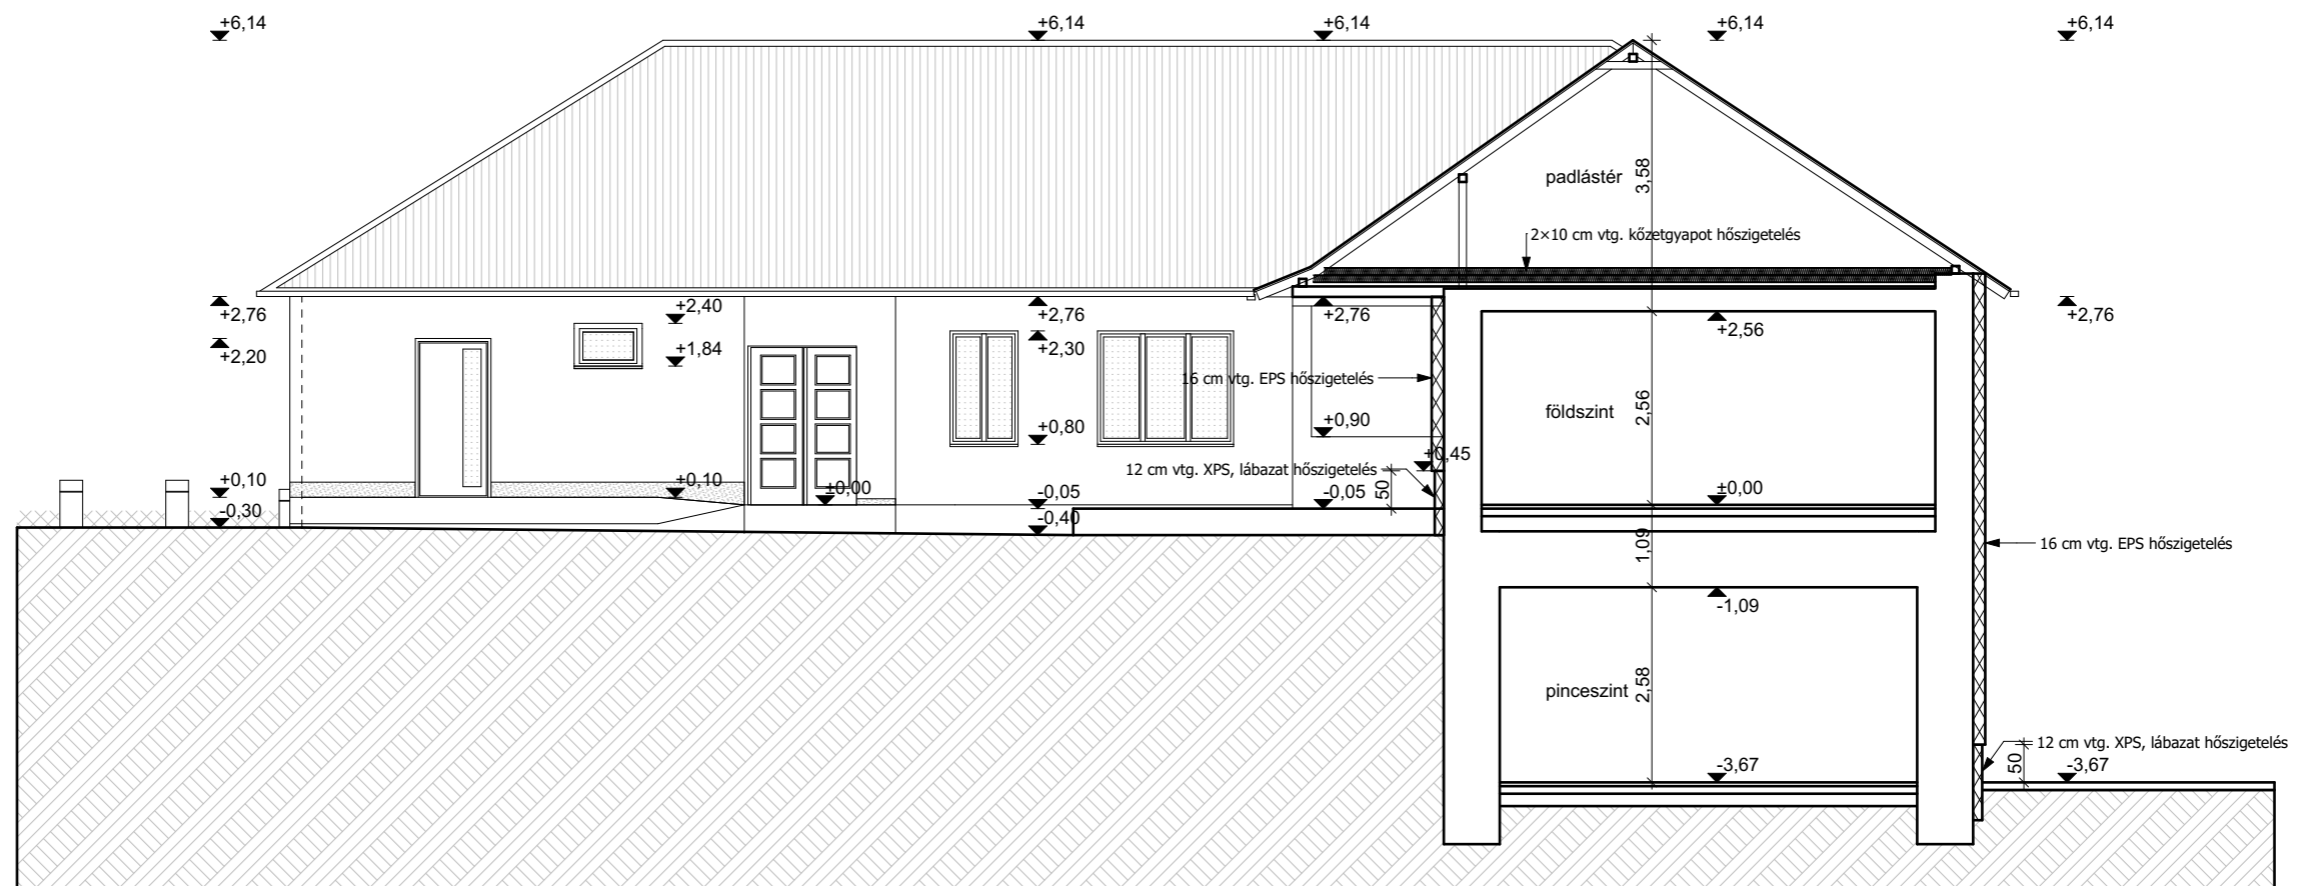 +6,14 +6,14 +6,14 +6,14 +6,14
padlástér 3,58
2×10 cm vtg. kőzetgyapot hőszigetelés
+2,76 +2,40 +2,76 +2,76 +2,56 +2,76
+2,20 +1,84 +2,30
16 cm vtg. EPS hőszigetelés
földszint 2,56
+0,90
+0,80
+0,45
12 cm vtg. XPS, lábazat hőszigetelés
50
+0,10 +0,10 ±0,00 -0,05 -0,05 ±0,00
-0,30 -0,40
1,09
16 cm vtg. EPS hőszigetelés
-1,09
pinceszint 2,58
12 cm vtg. XPS, lábazat hőszigetelés
50
-3,67 -3,67